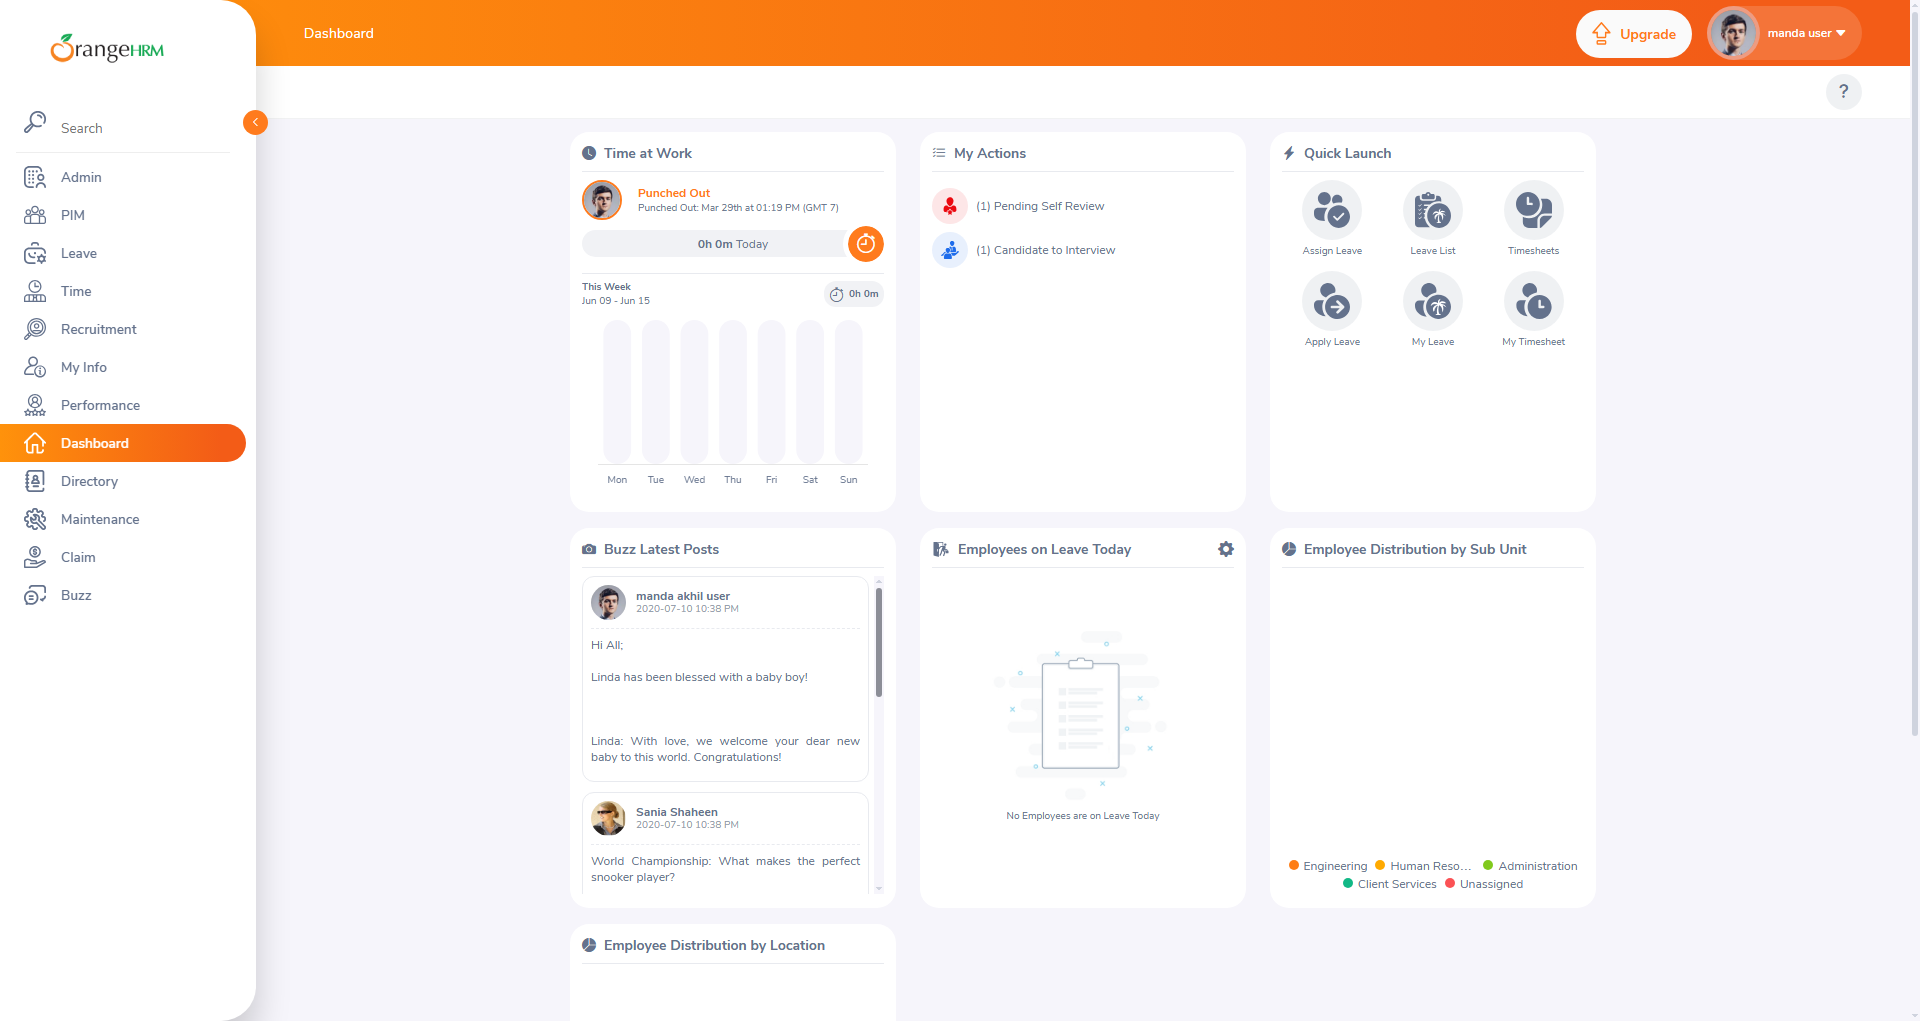 OrangeHRM
Dashboard
Upgrade
manda user
?
Search
Admin
PIM
Leave
Time
Recruitment
My Info
Performance
Dashboard
Directory
Maintenance
Claim
Buzz
Time at Work
Punched Out
Punched Out: Mar 29th at 01:19 PM (GMT 7)
0h 0m Today
This Week
Jun 09 - Jun 15
0h 0m
Mon Tue Wed Thu Fri Sat Sun
My Actions
(1) Pending Self Review
(1) Candidate to Interview
Quick Launch
Assign Leave
Leave List
Timesheets
Apply Leave
My Leave
My Timesheet
Buzz Latest Posts
manda akhil user
2020-07-10 10:38 PM
Hi All;
Linda has been blessed with a baby boy!
Linda: With love, we welcome your dear new
baby to this world. Congratulations!
Sania Shaheen
2020-07-10 10:38 PM
World Championship: What makes the perfect
snooker player?
Employees on Leave Today
No Employees are on Leave Today
Employee Distribution by Sub Unit
Engineering Human Reso... Administration
Client Services Unassigned
Employee Distribution by Location